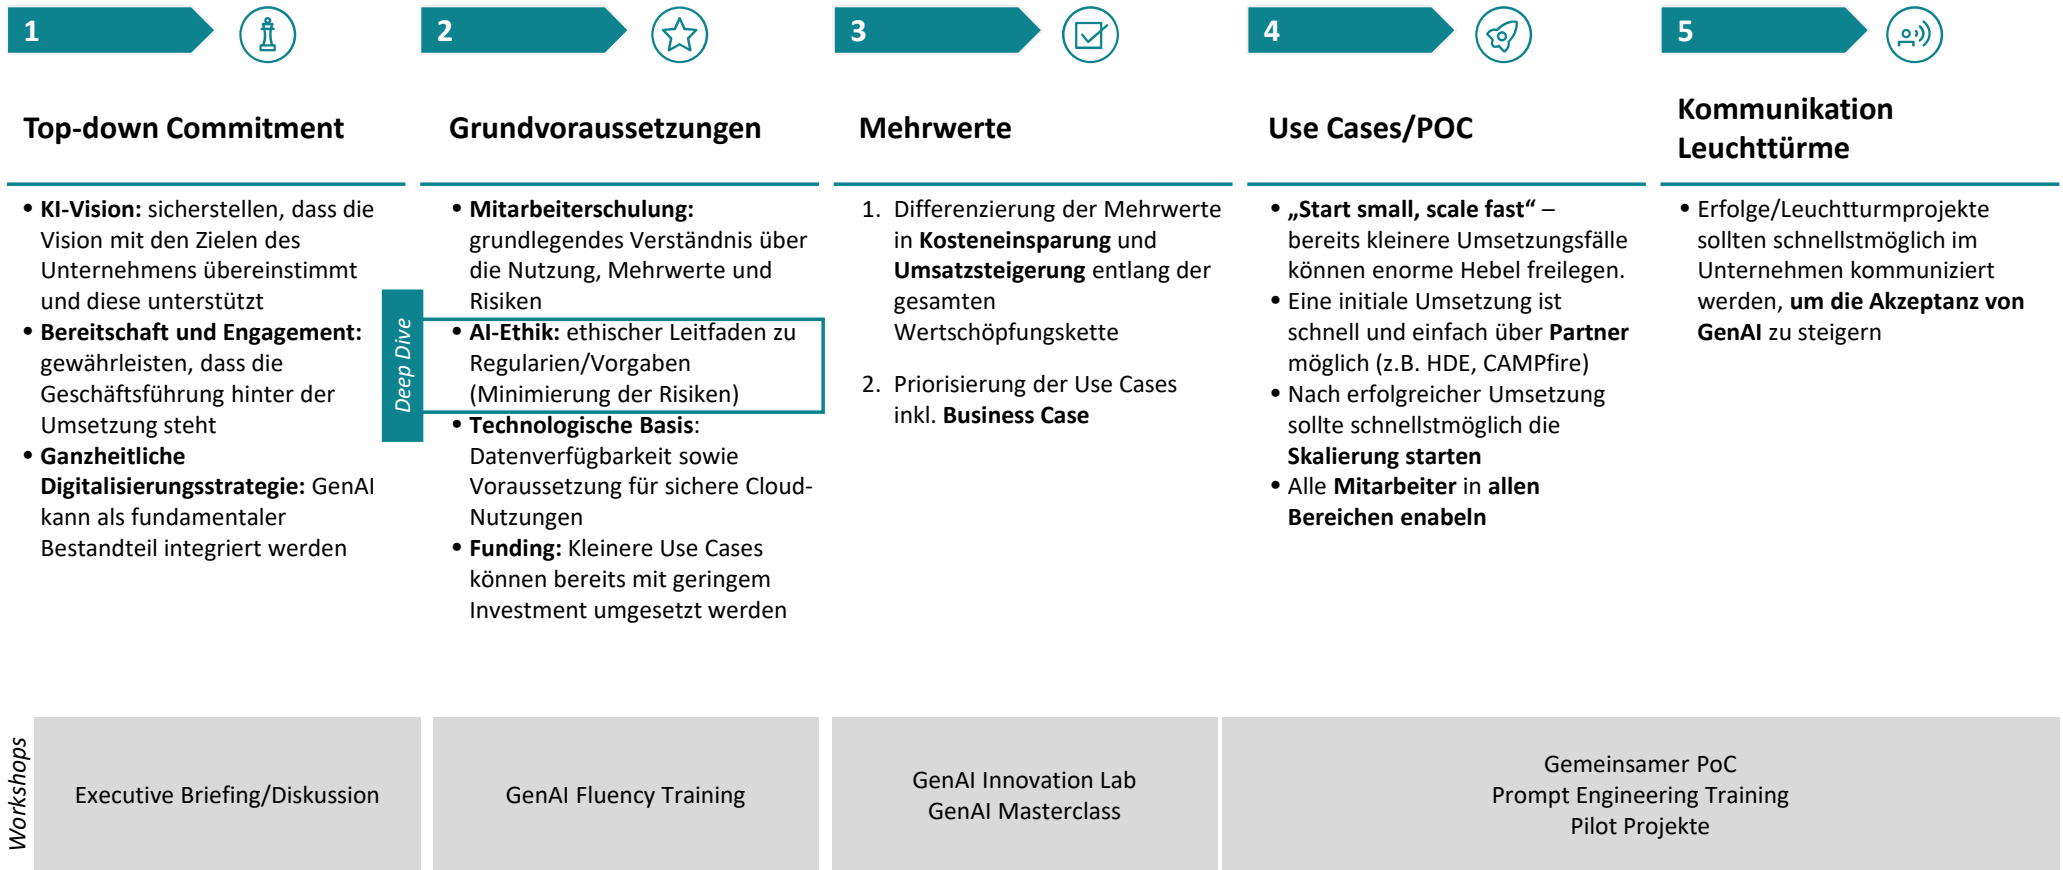 1
Top-down Commitment
• KI-Vision: sicherstellen, dass die
Vision mit den Zielen des
Unternehmens übereinstimmt
und diese unterstützt
• Bereitschaft und Engagement:
gewährleisten, dass die
Geschäftsführung hinter der
Umsetzung steht
• Ganzheitliche
Digitalisierungsstrategie: GenAI
kann als fundamentaler
Bestandteil integriert werden
2
Grundvoraussetzungen
• Mitarbeiterschulung:
grundlegendes Verständnis über
die Nutzung, Mehrwerte und
Risiken
Deep Dive
• AI-Ethik: ethischer Leitfaden zu
Regularien/Vorgaben
(Minimierung der Risiken)
• Technologische Basis:
Datenverfügbarkeit sowie
Voraussetzung für sichere Cloud-
Nutzungen
• Funding: Kleinere Use Cases
können bereits mit geringem
Investment umgesetzt werden
3
Mehrwerte
1. Differenzierung der Mehrwerte
in Kosteneinsparung und
Umsatzsteigerung entlang der
gesamten
Wertschöpfungskette
2. Priorisierung der Use Cases
inkl. Business Case
4
Use Cases/POC
• „Start small, scale fast“ –
bereits kleinere Umsetzungsfälle
können enorme Hebel freilegen.
• Eine initiale Umsetzung ist
schnell und einfach über Partner
möglich (z.B. HDE, CAMPfire)
• Nach erfolgreicher Umsetzung
sollte schnellstmöglich die
Skalierung starten
• Alle Mitarbeiter in allen
Bereichen enabeln
5
Kommunikation
Leuchttürme
• Erfolge/Leuchtturmprojekte
sollten schnellstmöglich im
Unternehmen kommuniziert
werden, um die Akzeptanz von
GenAI zu steigern
Workshops
Executive Briefing/Diskussion
GenAI Fluency Training
GenAI Innovation Lab
GenAI Masterclass
Gemeinsamer PoC
Prompt Engineering Training
Pilot Projekte